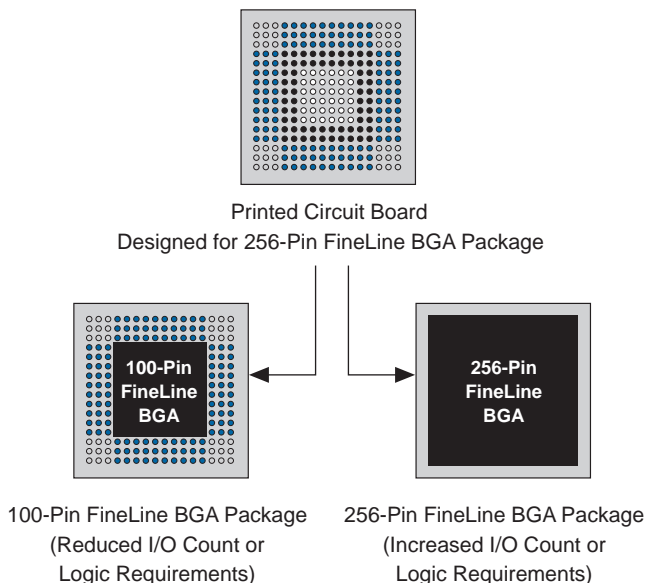 Printed Circuit Board
Designed for 256-Pin FineLine BGA Package
100-Pin
FineLine
BGA
256-Pin
FineLine
BGA
100-Pin FineLine BGA Package
(Reduced I/O Count or
Logic Requirements)
256-Pin FineLine BGA Package
(Increased I/O Count or
Logic Requirements)